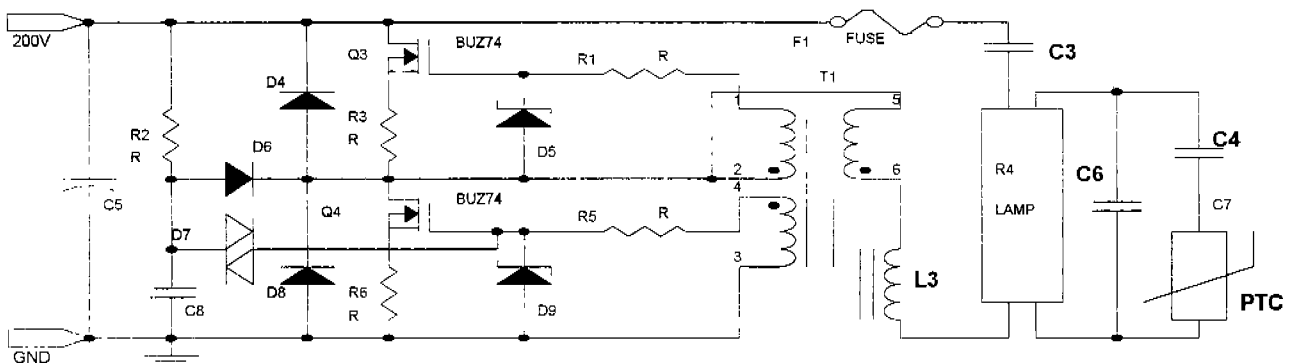 200V
Q3
BUZ74
R1
R
F1
FUSE
C3
T1
D4
R2
R
R3
R
D5
D6
1
2
5
6
C5
D7
Q4
BUZ74
R5
R
4
3
R4
LAMP
C6
C4
C7
C8
D8
R6
R
D9
L3
PTC
GND